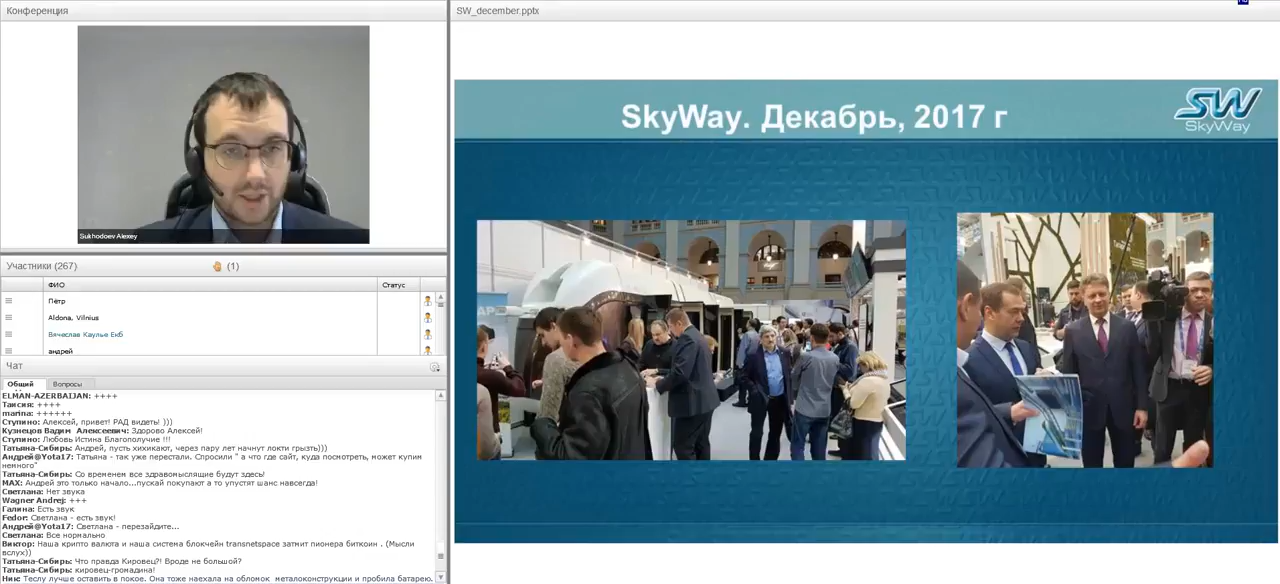 Конференция
Sukhodoev Alexey
Участники (267)
(1)
ФИО
Статус
Пётр
Aldona, Vilnius
Вячеслав Каулье Екб
андрей
Чат
Общий
Вопросы
ELMAN-AZERBAIJAN: ++++
Таисия: ++++
marina: ++++++
Ступино: Алексей, привет! РАД видеть! )))
Кузнецов Вадим Алексеевич: Здорово Алексей!
Ступино: Любовь Истина Благополучие !!!
Татьяна-Сибирь: Андрей, пусть хихикают, через пару лет начнут локти грызть)))
Андрей@Yota17: Татьяна - так уже перестали. Спросили " а что где сайт, куда посмотреть, может купим
немного"
Татьяна-Сибирь: Со временем все здравомыслящие будут здесь!
MAX: Андрей это только начало...пускай покупают а то упустят шанс навсегда!
Светлана: Нет звука
Wagner Andrej: +++
Галина: Есть звук
Fedor: Светлана - есть звук!
Андрей@Yota17: Светлана - перезайдите...
Светлана: Все нормально
Виктор: Наша крипто валюта и наша система блокчейн transnetspace затмит пионера биткоин . (Мысли
вслух))
Татьяна-Сибирь: Что правда Кировец?! Вроде не большой?
Татьяна-Сибирь: кировец-громадина!
Ник: Теслу лучше оставить в покое. Она тоже наехала на обломок металоконструкции и пробила батарею.
SW_december.pptx
SkyWay. Декабрь, 2017 г
SW
SkyWay